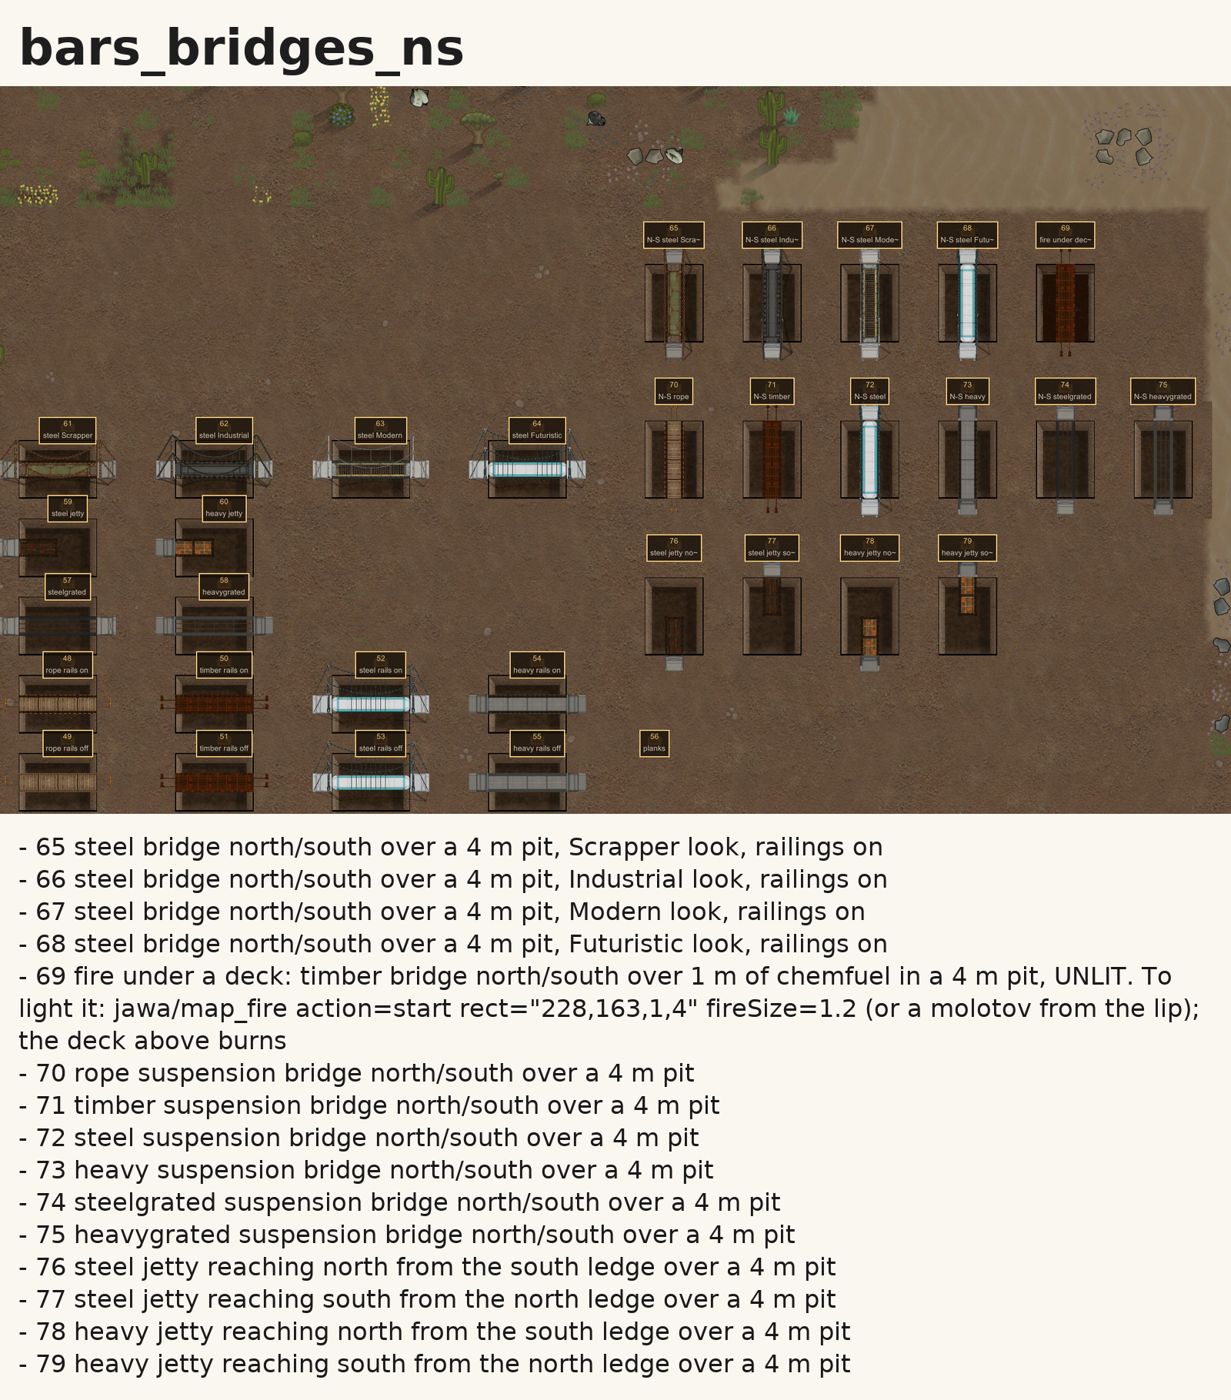 bars_bridges_ns
65
N-S steel Scra~
66
N-S steel Indu~
67
N-S steel Mode~
68
N-S steel Futu~
69
fire under dec~
70
N-S rope
71
N-S timber
72
N-S steel
73
N-S heavy
74
N-S steelgrated
75
N-S heavygrated
61
steel Scrapper
62
steel Industrial
63
steel Modern
64
steel Futuristic
59
steel jetty
60
heavy jetty
76
steel jetty no~
77
steel jetty so~
78
heavy jetty no~
79
heavy jetty so~
57
steelgrated
58
heavygrated
48
rope rails on
50
timber rails on
52
steel rails on
54
heavy rails on
49
rope rails off
51
timber rails off
53
steel rails off
55
heavy rails off
56
planks
- 65 steel bridge north/south over a 4 m pit, Scrapper look, railings on
- 66 steel bridge north/south over a 4 m pit, Industrial look, railings on
- 67 steel bridge north/south over a 4 m pit, Modern look, railings on
- 68 steel bridge north/south over a 4 m pit, Futuristic look, railings on
- 69 fire under a deck: timber bridge north/south over 1 m of chemfuel in a 4 m pit, UNLIT. To
light it: jawa/map_fire action=start rect="228,163,1,4" fireSize=1.2 (or a molotov from the lip);
the deck above burns
- 70 rope suspension bridge north/south over a 4 m pit
- 71 timber suspension bridge north/south over a 4 m pit
- 72 steel suspension bridge north/south over a 4 m pit
- 73 heavy suspension bridge north/south over a 4 m pit
- 74 steelgrated suspension bridge north/south over a 4 m pit
- 75 heavygrated suspension bridge north/south over a 4 m pit
- 76 steel jetty reaching north from the south ledge over a 4 m pit
- 77 steel jetty reaching south from the north ledge over a 4 m pit
- 78 heavy jetty reaching north from the south ledge over a 4 m pit
- 79 heavy jetty reaching south from the north ledge over a 4 m pit